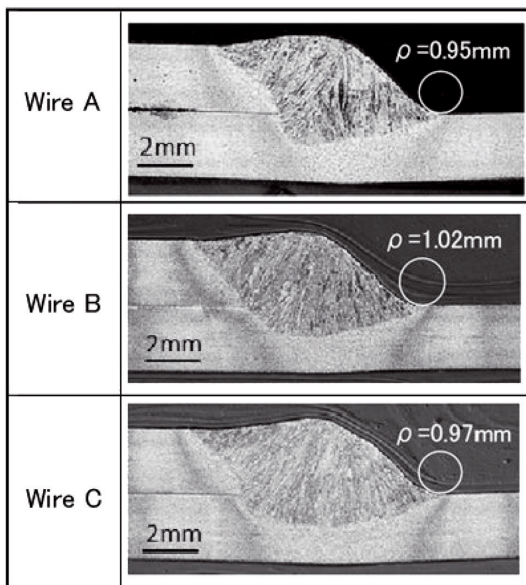 Wire A
ρ=0.95mm
2mm
Wire B
ρ=1.02mm
2mm
Wire C
ρ=0.97mm
2mm